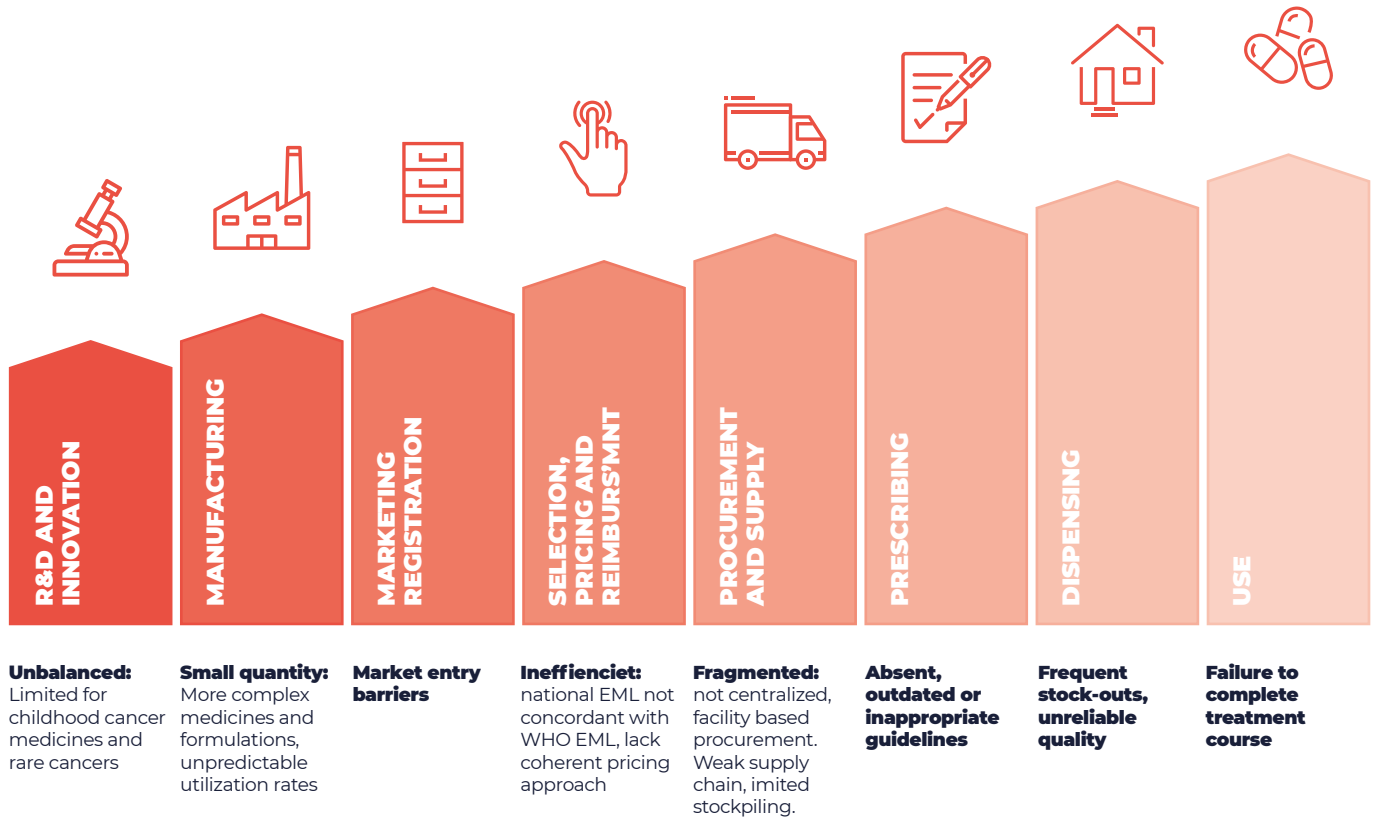 R&D AND
INNOVATION
MANUFACTURING
MARKETING
REGISTRATION
SELECTION,
PRICING AND
REIMBURS’MNT
PROCUREMENT
AND SUPPLY
PRESCRIBING
DISPENSING
USE
Unbalanced:
Limited for
childhood cancer
medicines and
rare cancers
Small quantity:
More complex
medicines and
formulations,
unpredictable
utilization rates
Market entry
barriers
Ineffienciet:
national EML not
concordant with
WHO EML, lack
coherent pricing
approach
Fragmented:
not centralized,
facility based
procurement.
Weak supply
chain, imited
stockpiling.
Absent,
outdated or
inappropriate
guidelines
Frequent
stock-outs,
unreliable
quality
Failure to
complete
treatment
course